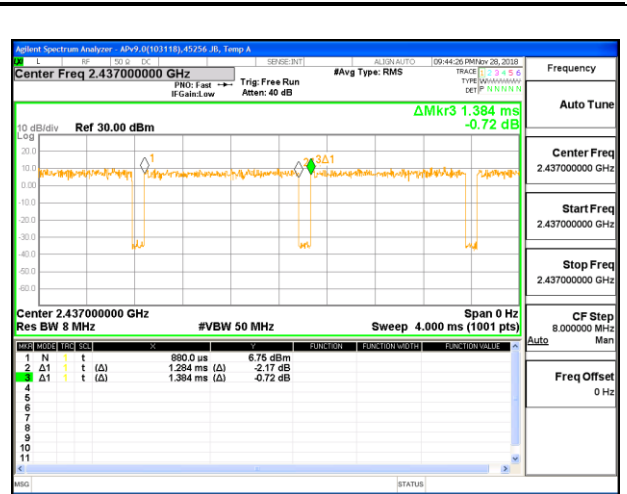 Agilent Spectrum Analyzer - APv9.0(103118),45256 JB, Temp A
L RF 50 Ω DC SENSE:INT ALIGN AUTO 09:44:26 PM Nov 28, 2018
Center Freq 2.437000000 GHz
PNO: Fast
IFGain:Low
Trig: Free Run
Atten: 40 dB
#Avg Type: RMS
TRACE 1 2 3 4 5 6
TYPE WWWWWW
DET P N N N N N
ΔMkr3 1.384 ms
-0.72 dB
10 dB/div Ref 30.00 dBm
Log
20.0
10.0
0.00
-10.0
-20.0
-30.0
-40.0
-50.0
-60.0
1
3Δ1
Center 2.437000000 GHz
Span 0 Hz
Res BW 8 MHz
#VBW 50 MHz
Sweep 4.000 ms (1001 pts)
MKR MODE TRC SCL X Y FUNCTION FUNCTION WIDTH FUNCTION VALUE
1 N 1 t 880.0 µs 6.75 dBm
2 Δ1 1 t (Δ) 1.284 ms (Δ) -2.17 dB
3 Δ1 1 t (Δ) 1.384 ms (Δ) -0.72 dB
4
5
6
7
8
9
10
11
MSG
STATUS
Frequency
Auto Tune
Center Freq
2.437000000 GHz
Start Freq
2.437000000 GHz
Stop Freq
2.437000000 GHz
CF Step
8.000000 MHz
Auto Man
Freq Offset
0 Hz